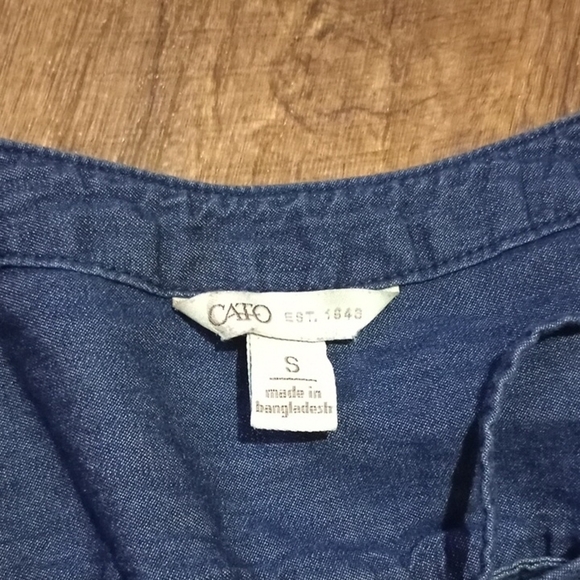 CATO EST. 1946
S
made in
bangladesh